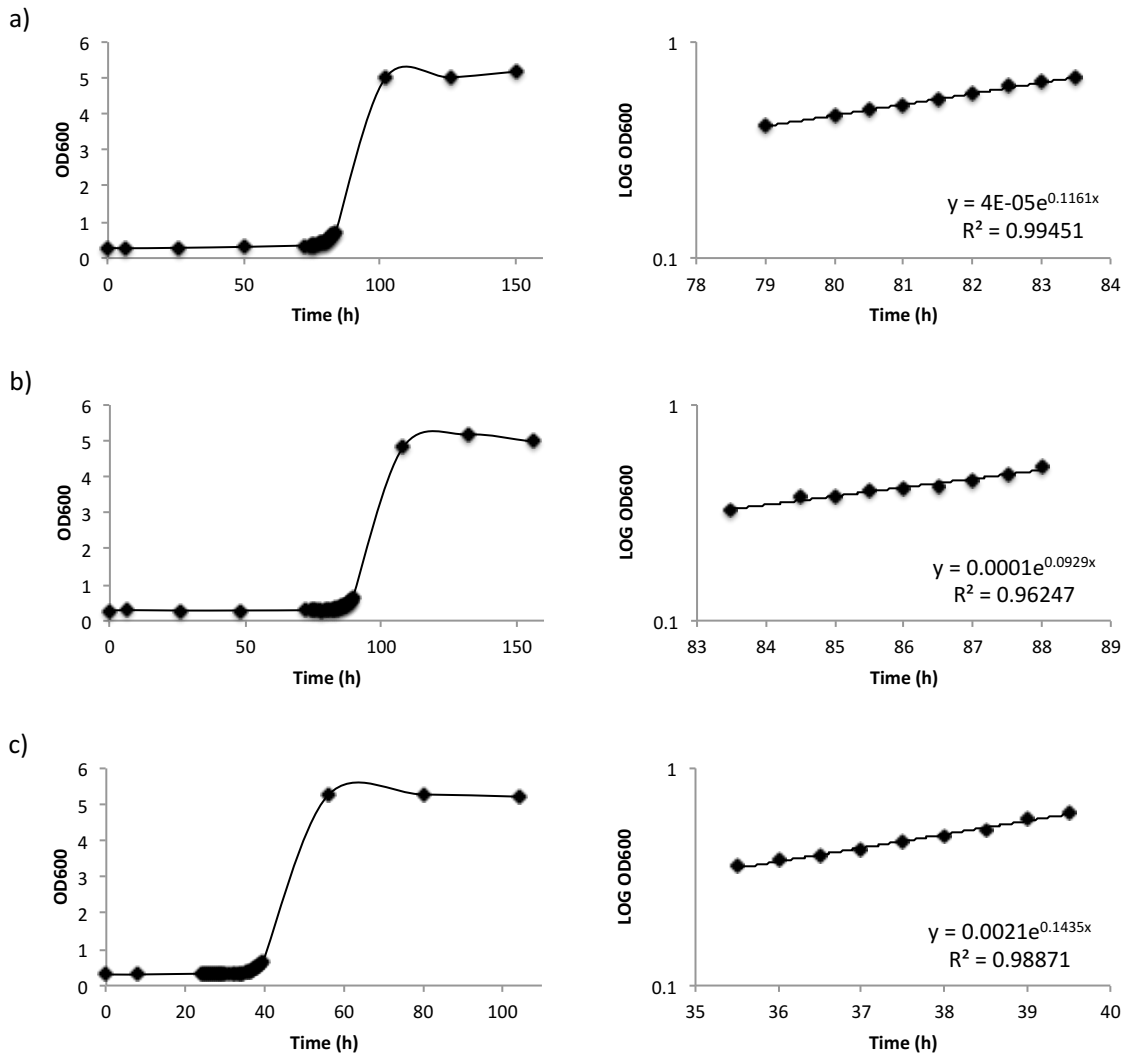 a)
6
5
4
3
2
1
0
OD600
0 50 100 150
Time (h)
1
0.1
LOG OD600
y = 4E-05e^0.1161x
R² = 0.99451
78 79 80 81 82 83 84
Time (h)
b)
6
5
4
3
2
1
0
OD600
0 50 100 150
Time (h)
1
0.1
LOG OD600
y = 0.0001e^0.0929x
R² = 0.96247
83 84 85 86 87 88 89
Time (h)
c)
6
5
4
3
2
1
0
OD600
0 20 40 60 80 100
Time (h)
1
0.1
LOG OD600
y = 0.0021e^0.1435x
R² = 0.98871
35 36 37 38 39 40
Time (h)